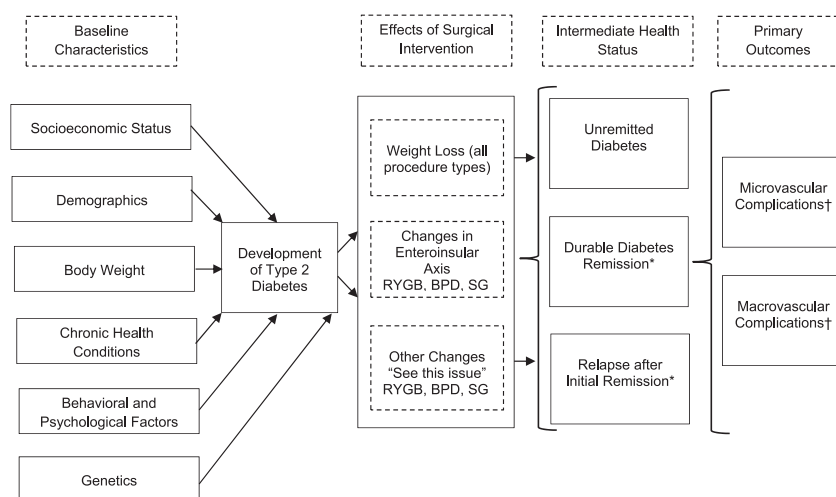 Baseline
Characteristics
Effects of Surgical
Intervention
Intermediate Health
Status
Primary
Outcomes
Socioeconomic Status
Demographics
Body Weight
Chronic Health
Conditions
Behavioral and
Psychological Factors
Genetics
Development
of Type 2
Diabetes
Weight Loss (all
procedure types)
Changes in
Enteroinsular
Axis
RYGB, BPD, SG
Other Changes
“See this issue”
RYGB, BPD, SG
Unremitted
Diabetes
Durable Diabetes
Remission*
Relapse after
Initial Remission*
Microvascular
Complications†
Macrovascular
Complications†